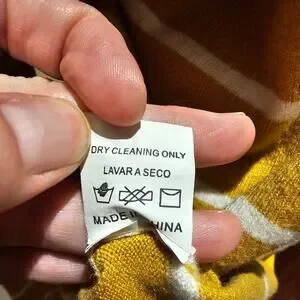 DRY CLEANING ONLY
LAVAR A SECO
MADE IN CHINA